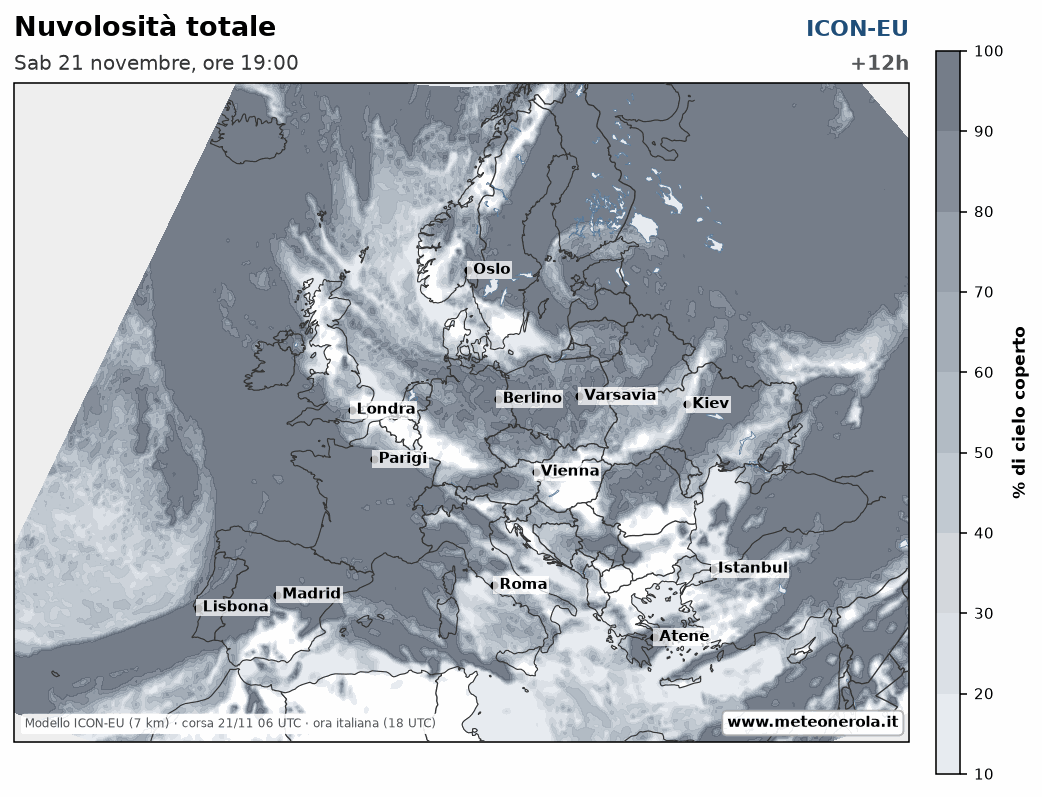 Nuvolosità totale
ICON-EU
Sab 21 novembre, ore 19:00
+12h
100
90
80
70
60
50
40
30
20
10
% di cielo coperto
Oslo
Berlino
Varsavia
Kiev
Londra
Parigi
Vienna
Istanbul
Roma
Madrid
Lisbona
Atene
Modello ICON-EU (7 km) · corsa 21/11 06 UTC · ora italiana (18 UTC)
www.meteonerola.it